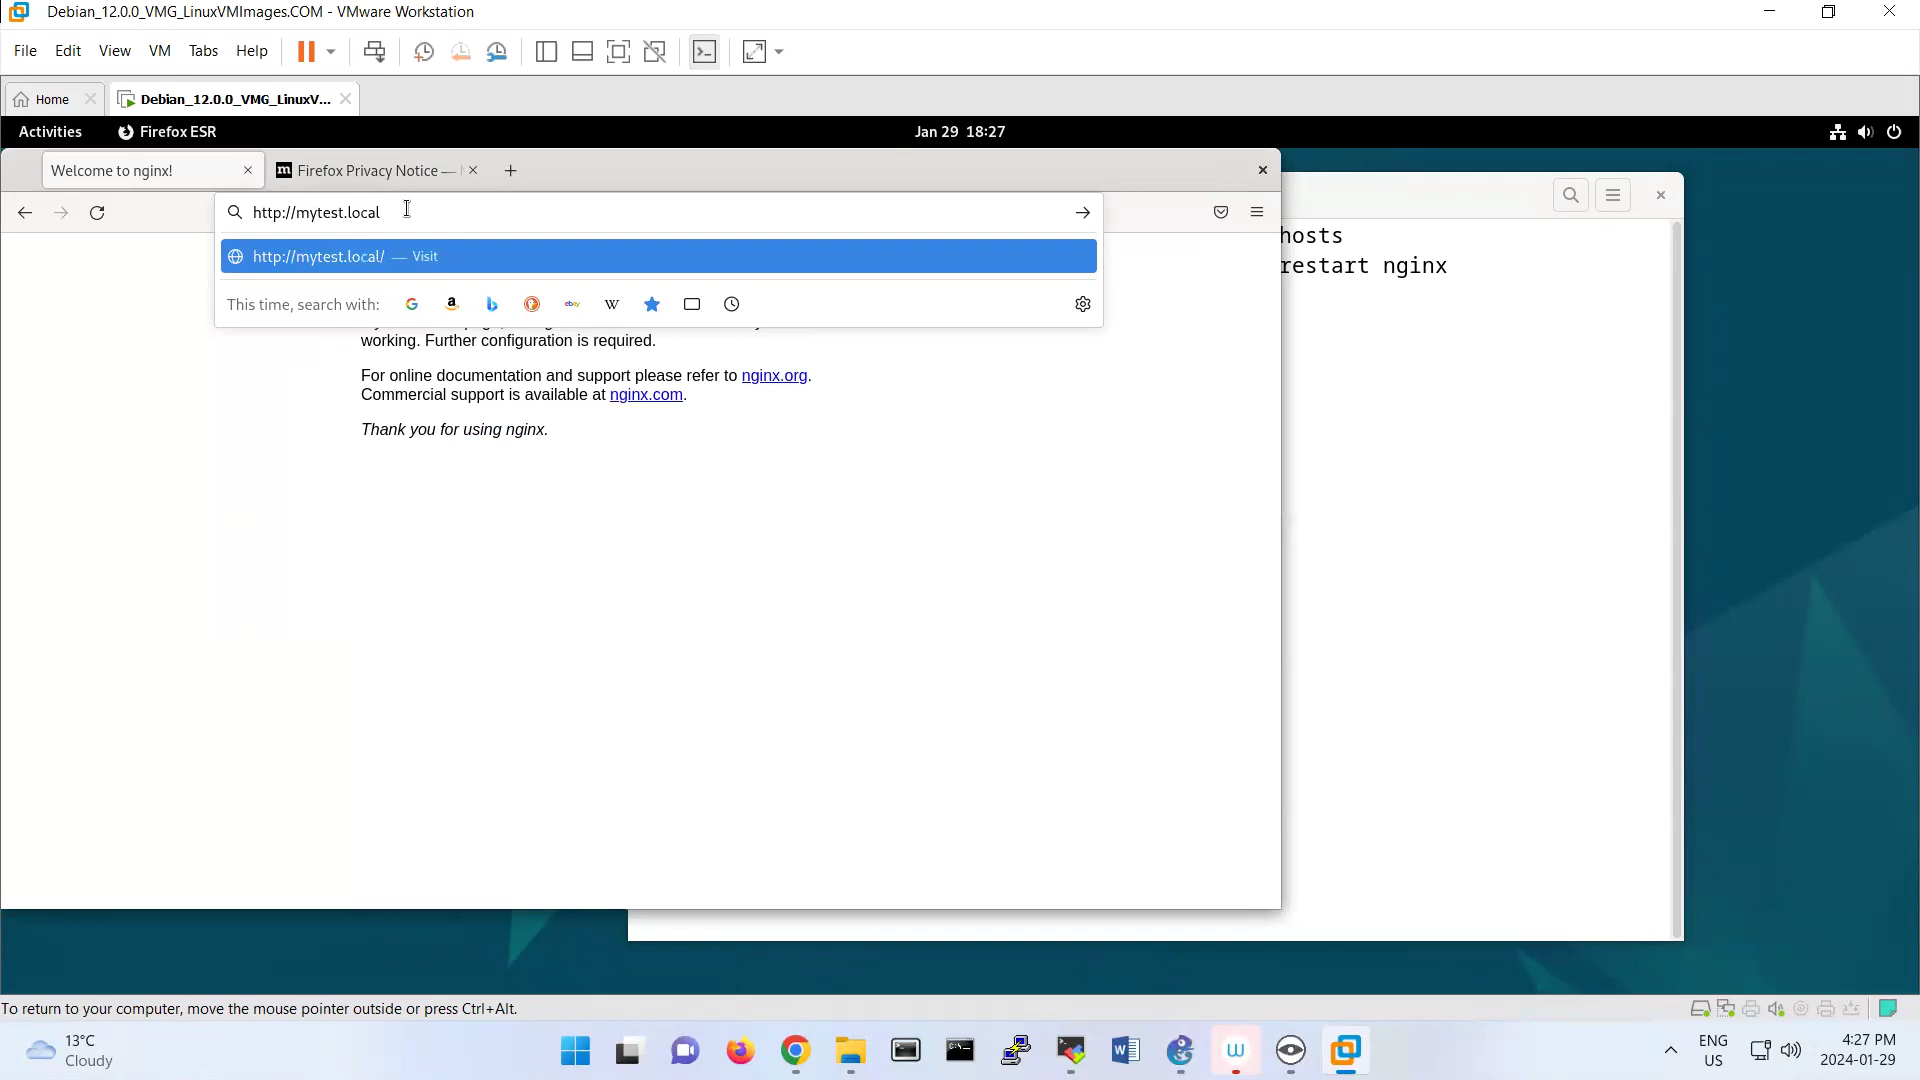 Debian_12.0.0_VMG_LinuxVMImages.COM - VMware Workstation
File Edit View VM Tabs Help
Home Debian_12.0.0_VMG_LinuxV...
Activities Firefox ESR Jan 29 18:27
Welcome to nginx! Firefox Privacy Notice —
http://mytest.local
http://mytest.local/ — Visit
This time, search with:
hosts
restart nginx
working. Further configuration is required.
For online documentation and support please refer to nginx.org.
Commercial support is available at nginx.com.
Thank you for using nginx.
To return to your computer, move the mouse pointer outside or press Ctrl+Alt.
13°C
Cloudy
ENG
US
4:27 PM
2024-01-29